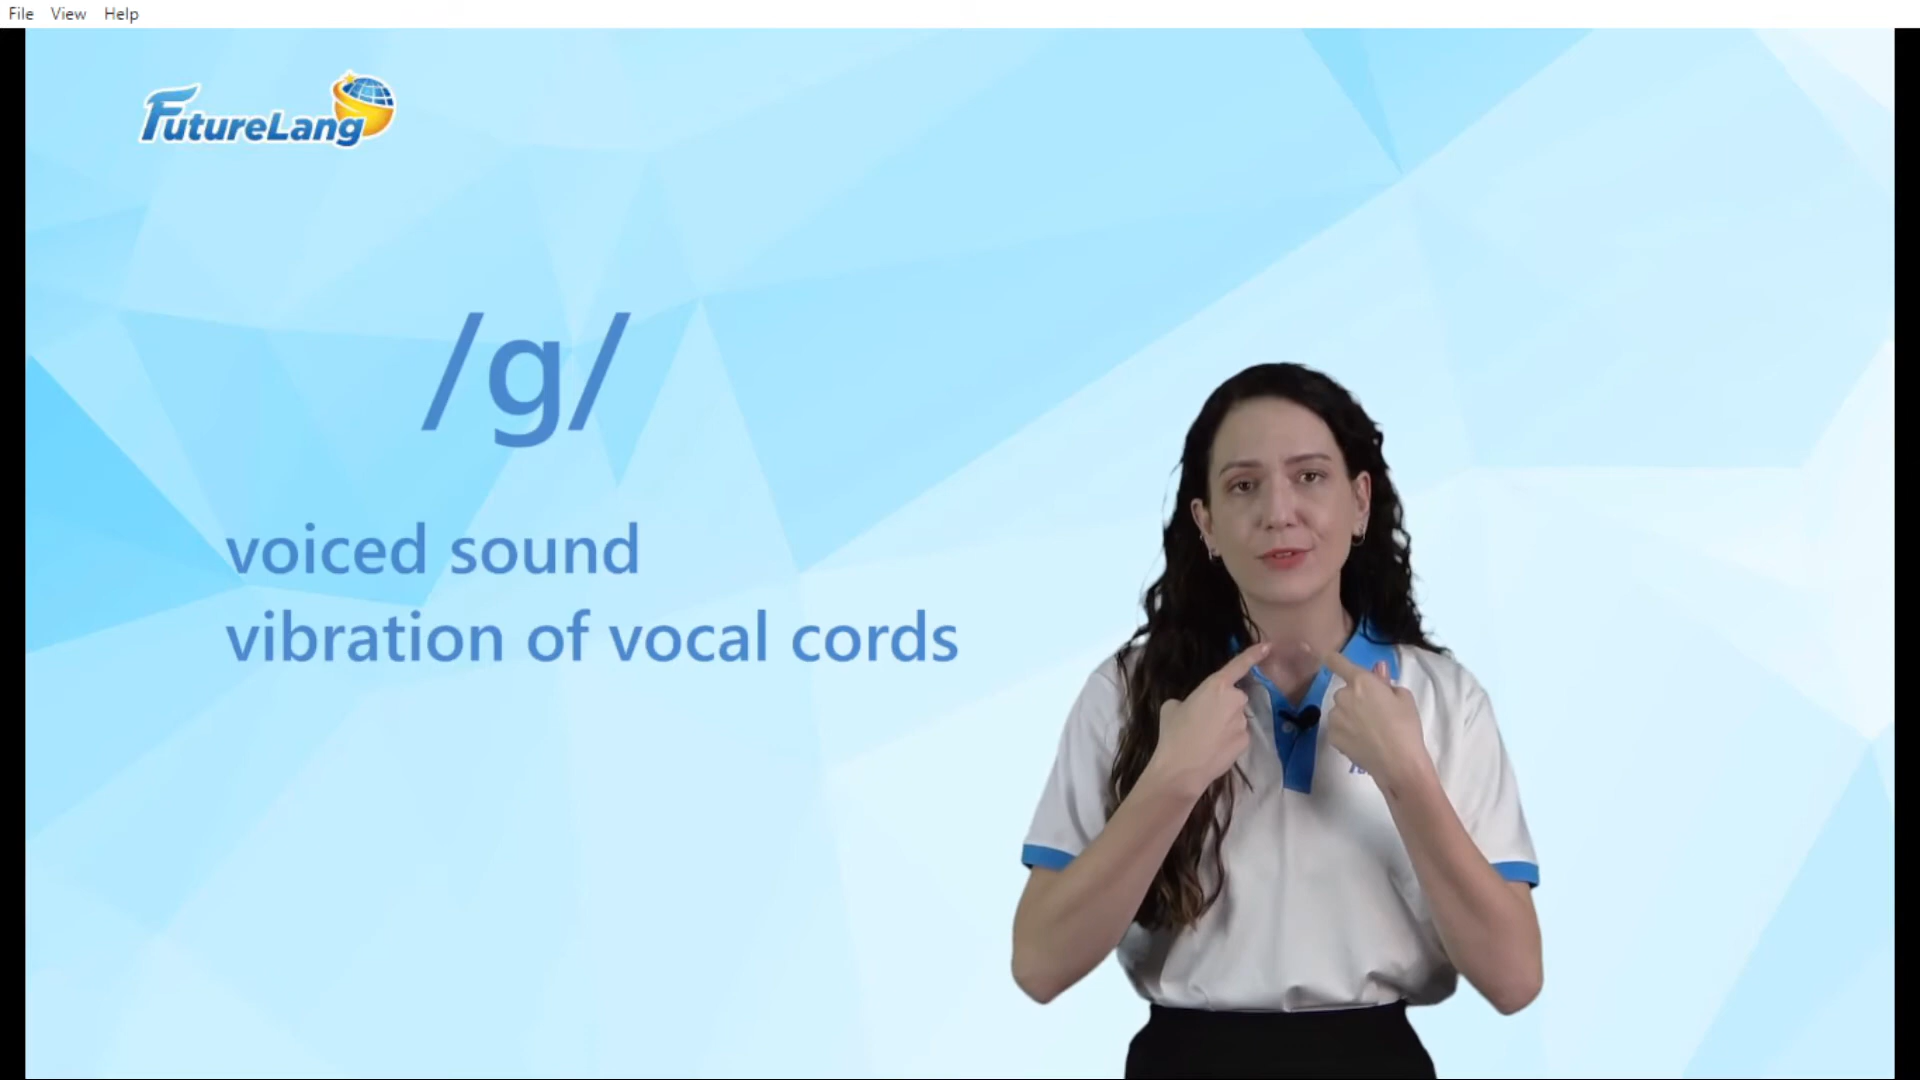 File View Help
FutureLang
/g/
voiced sound
vibration of vocal cords